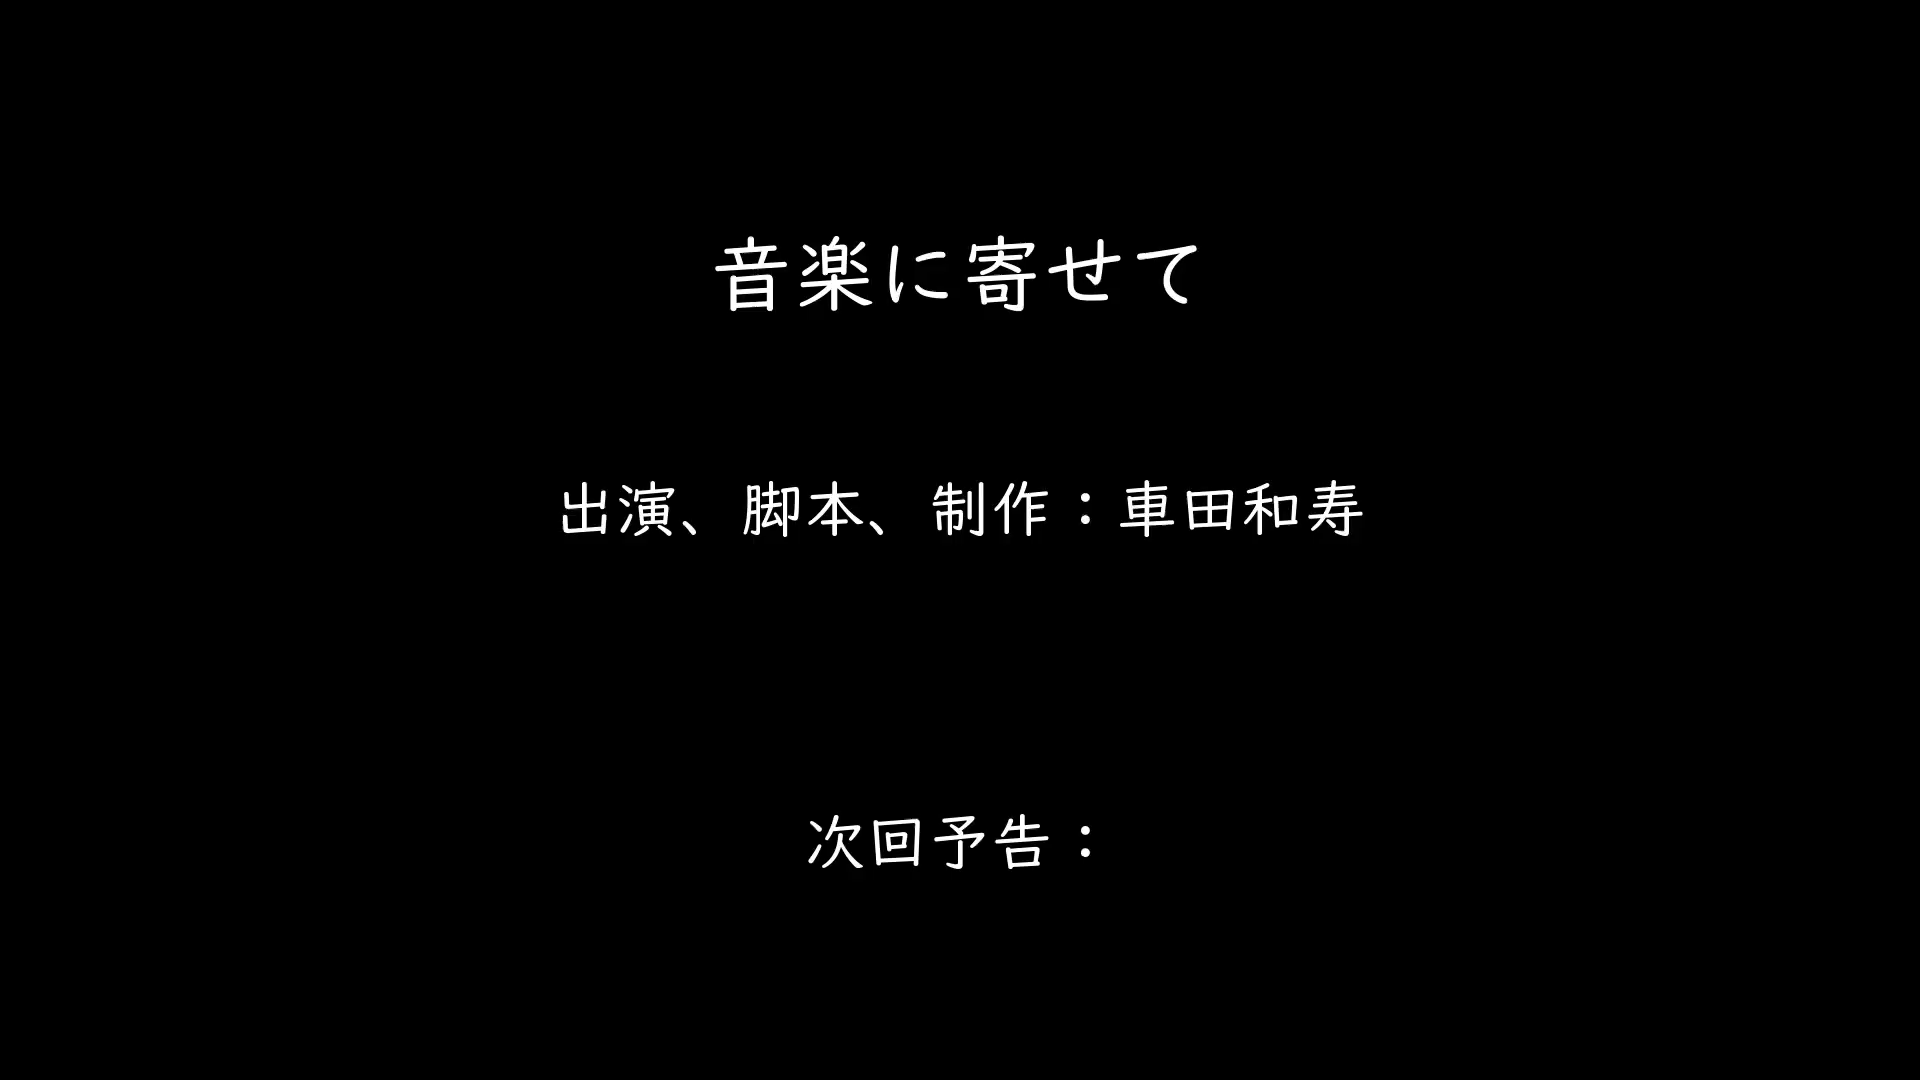 音楽に寄せて
出演、脚本、制作：車田和寿
次回予告：